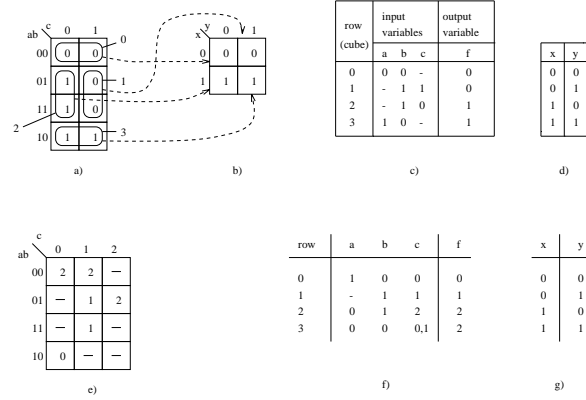 c
ab
0 1
0
00 0 0
01 1 0 1
11 1 0
2
10 1 1 3
a)
y
x
0 1
0 0 0
1 1 1
b)
row input output
(cube) variables variable
a b c f
0 0 0 - 0
1 - 1 1 0
2 - 1 0 1
3 1 0 - 1
c)
x y
0 0
0 1
1 0
1 1
d)
c
ab
0 1 2
00 2 2 —
01 — 1 2
11 — 1 —
10 0 — —
e)
row a b c f
0 1 0 0 0
1 - 1 1 1
2 0 1 2 2
3 0 0 0,1 2
f)
x y
0 0
0 1
1 0
1 1
g)